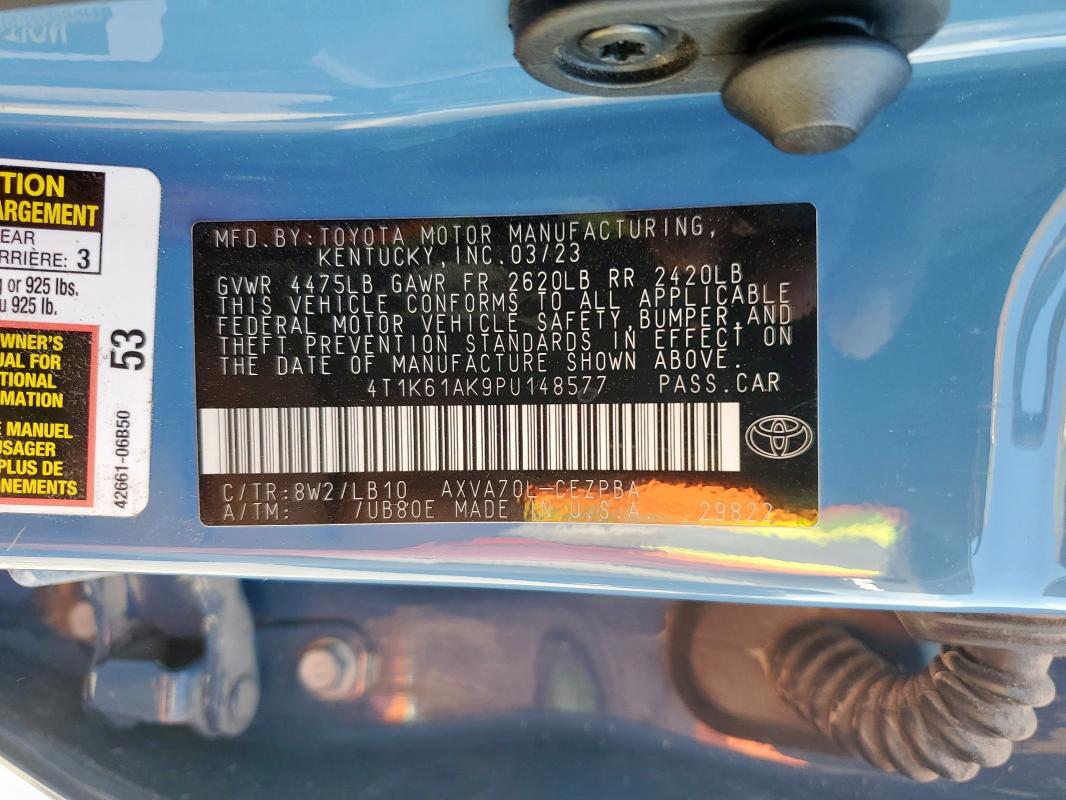 TION
ARGEMENT
EAR
RRIÈRE: 3
g or 925 lbs.
u 925 lb.
WNER'S
UAL FOR
TIONAL
MATION
E MANUEL
USAGER
PLUS DE
NEMENTS
53
42661-06B50
MFD.BY:TOYOTA MOTOR MANUFACTURING,
KENTUCKY,INC.03/23
GVWR 4475LB GAWR FR 2620LB RR 2420LB
THIS VEHICLE CONFORMS TO ALL APPLICABLE
FEDERAL MOTOR VEHICLE SAFETY,BUMPER,AND
THEFT PREVENTION STANDARDS IN EFFECT ON
THE DATE OF MANUFACTURE SHOWN ABOVE.
4T1K61AK9PU148577 PASS.CAR
C/TR:8W2/LB10 AXVA70L-CEZPBA
A/TM: /UB80E MADE IN U.S.A. 29822